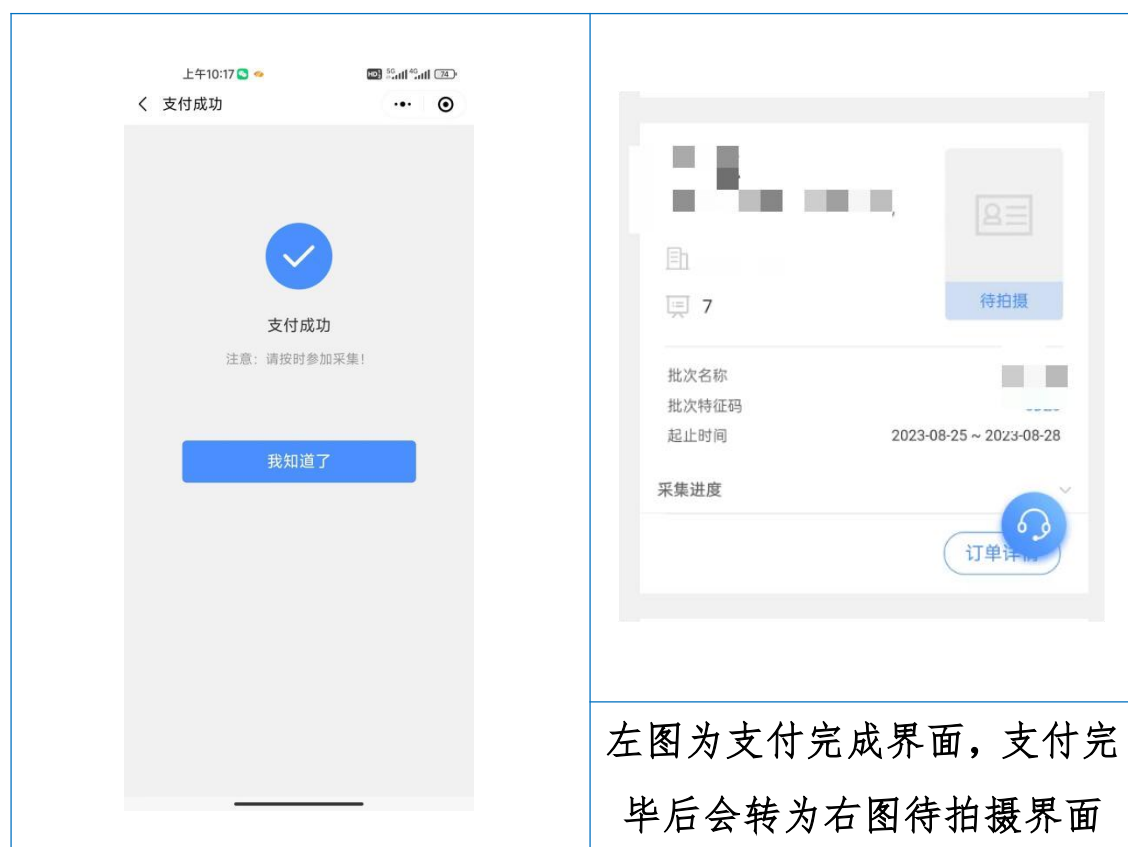 上午10:17
HD 5G 4G 74
支付成功
支付成功
注意：请按时参加采集！
我知道了
待拍摄
7
批次名称
批次特征码
起止时间 2023-08-25 ~ 2023-08-28
采集进度
订单详情
左图为支付完成界面，支付完
毕后会转为右图待拍摄界面